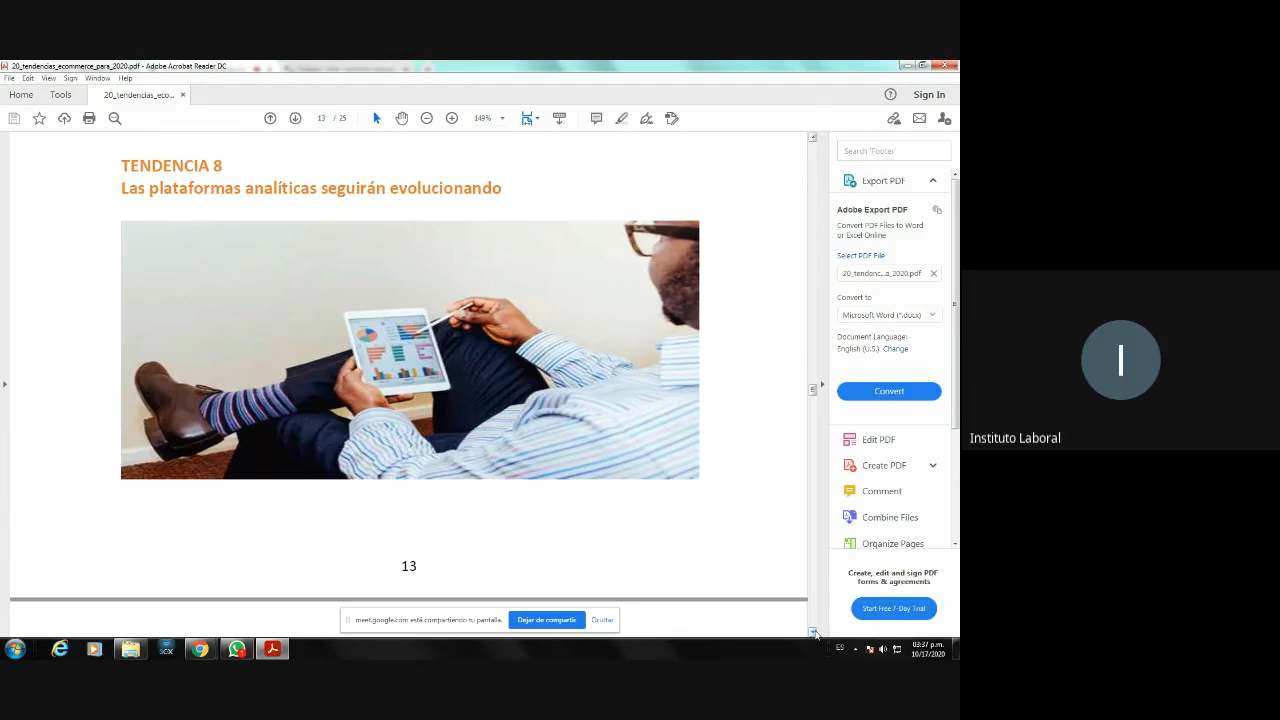 20_tendencias_ecommerce_para_2020.pdf - Adobe Acrobat Reader DC
File Edit View Sign Window Help
Home Tools 20_tendencias_eco... ×
Sign In
13 / 25
149%
TENDENCIA 8
Las plataformas analíticas seguirán evolucionando
13
Search 'Footer'
Export PDF
Adobe Export PDF
Convert PDF Files to Word
or Excel Online
Select PDF File
20_tendenc...a_2020.pdf
Convert to
Microsoft Word (*.docx)
Document Language:
English (U.S.) Change
Convert
Edit PDF
Create PDF
Comment
Combine Files
Organize Pages
Create, edit and sign PDF
forms & agreements
Start Free 7-Day Trial
meet.google.com está compartiendo tu pantalla. Dejar de compartir Ocultar
SCX
ES
03:37 p.m.
10/17/2020
I
Instituto Laboral